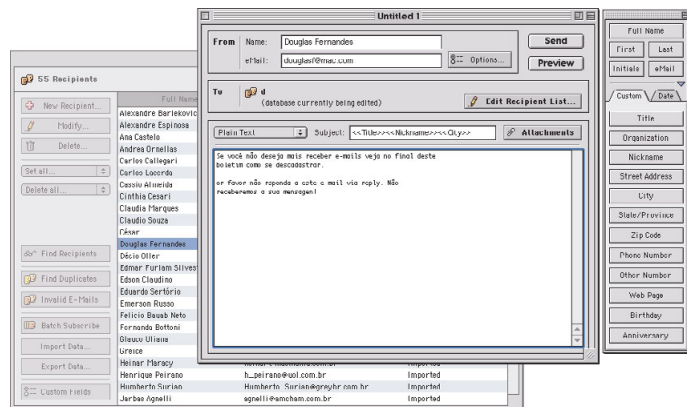 Untitled 1
From Name: Douglas Fernandes
eMail: douglasf@mac.com
Options...
Send
Preview
To d
(database currently being edited)
Edit Recipient List...
Plain Text Subject: <<Title>><<Nickname>><<City>> Attachments
Se você não deseja mais receber e-mails veja no final deste
boletim como se descadastrar.
or favor não reponda a este e mail via reply. Não
receberemos a sua mensagem!
Full Name
First Last
Initials eMail
Custom Date
Title
Organization
Nickname
Street Address
City
State/Province
Zip Code
Phone Number
Other Number
Web Page
Birthday
Anniversary
55 Recipients
New Recipient...
Modify...
Delete...
Set all...
Delete all...
Find Recipients
Find Duplicates
Invalid E-Mails
Batch Subscribe
Import Data...
Export Data...
Custom Fields
Full Name
Alexandre Barickovic
Alexandre Espinosa
Ana Castelo
Andrea Ornellas
Carlos Callegari
Carlos Lacerda
Cassio Almeida
Cinthia Cesari
Claudia Marques
Claudio Souza
César
Douglas Fernandes
Décio Oller
Edson Claudino
Eduardo Sertório
Emerson Russo
Felicio Bauab Neto
Fernanda Bottoni
Glauco Uliana
Greice
Heinar Maracy Imported
Henrique Peirano h_peirano@uol.com.br Imported
Humberto Surian Humberto_Surian@greybr.com.br Imported
Jarbas Agnelli agnelli@amcham.com.br Imported